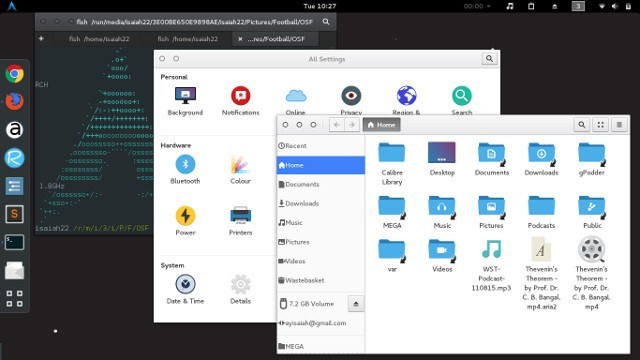 Tue 10:27
00:00
3
fish /run/media/isaiah22/3E00BE650E9898AE/Isaiah22/Pictures/Football/OSF
fish /home/isaiah22
fish /home/isaiah22
...res/Football/OSF
RCH
1.8GHz
isaiah22 /r/m/i/3/i/P/F/OSF
All Settings
Personal
Background
Notifications
Online
Privacy
Region &
Search
Hardware
Bluetooth
Colour
Power
Printers
System
Date & Time
Details
Home
Recent
Home
Documents
Downloads
Music
Pictures
Videos
Wastebasket
7.2 GB Volume
ayisaiah@gmail.com
MEGA
Calibre Library
Desktop
Documents
Downloads
gPodder
MEGA
Music
Pictures
Podcasts
Public
var
Videos
WST-
Podcast-
110815.mp3
Thevenin's
Theorem -
by Prof. Dr.
C. B. Bangal.
mp4.aria2
Thevenin's
Theorem -
by Prof. Dr.
C. B. Bangal.
mp4